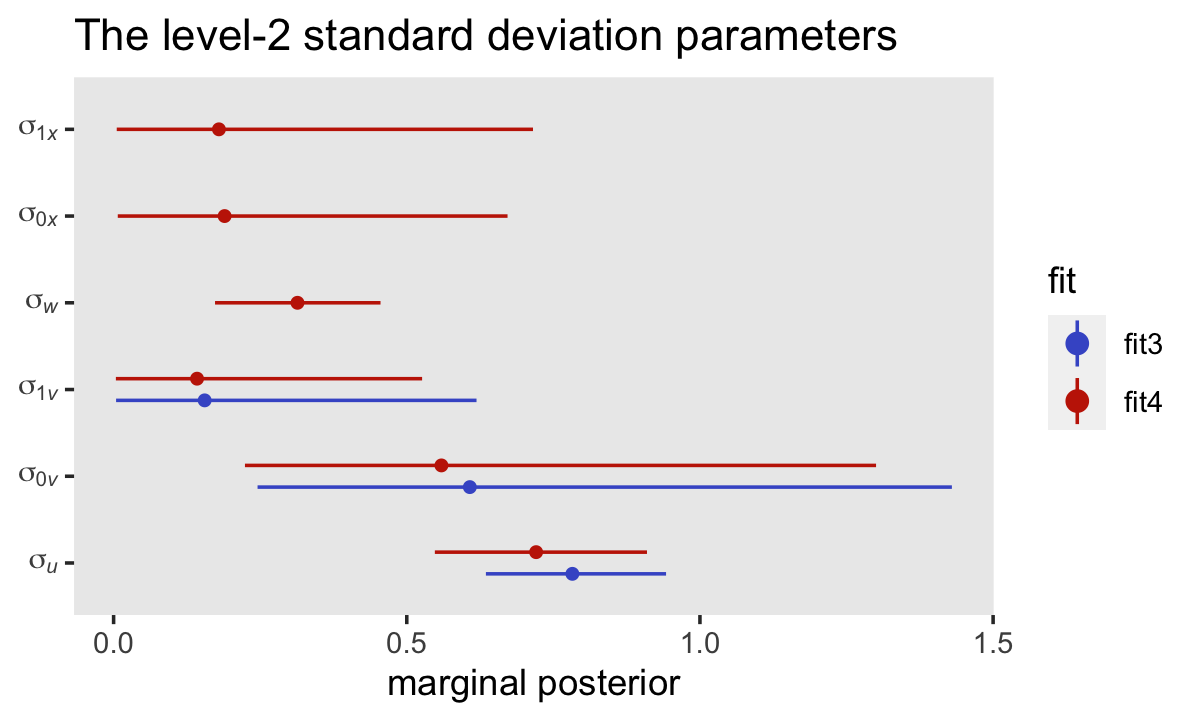 The level-2 standard deviation parameters
σ1x
σ0x
σw
σ1v
σ0v
σu
0.0 0.5 1.0 1.5
marginal posterior
fit
fit3
fit4